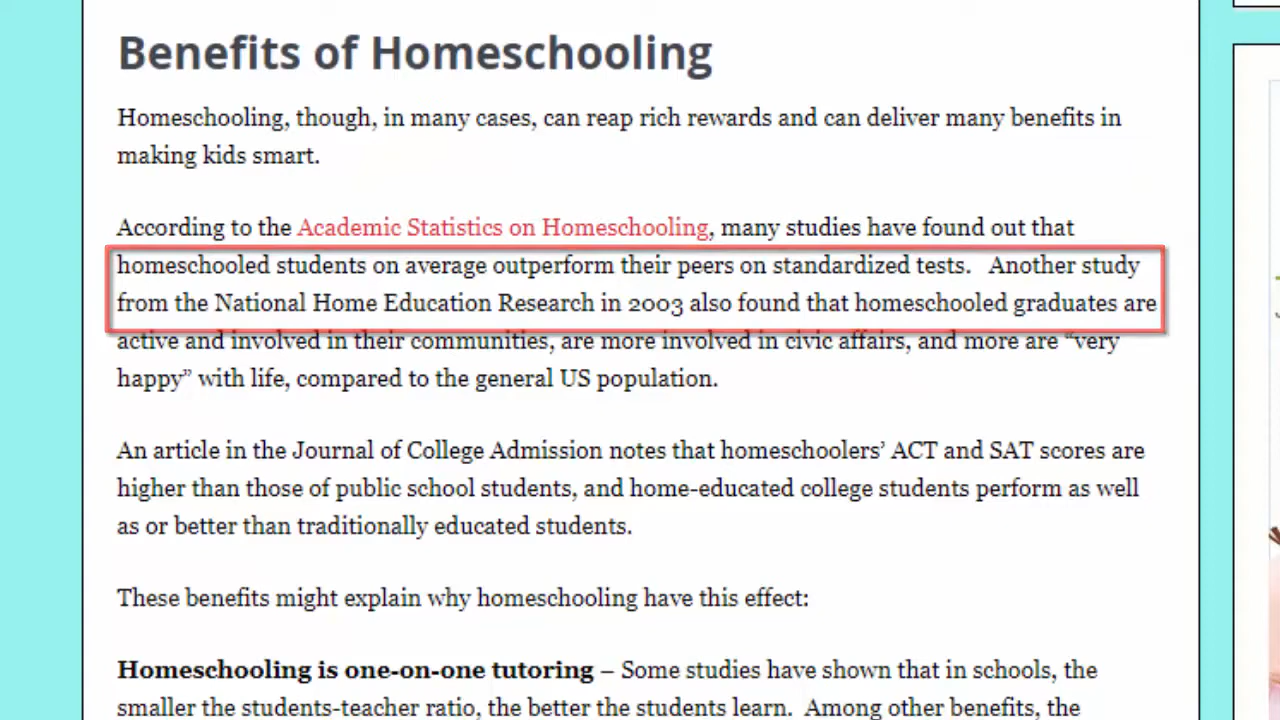 Benefits of Homeschooling
Homeschooling, though, in many cases, can reap rich rewards and can deliver many benefits in
making kids smart.
According to the Academic Statistics on Homeschooling, many studies have found out that
homeschooled students on average outperform their peers on standardized tests.   Another study
from the National Home Education Research in 2003 also found that homeschooled graduates are
active and involved in their communities, are more involved in civic affairs, and more are “very
happy” with life, compared to the general US population.
An article in the Journal of College Admission notes that homeschoolers’ ACT and SAT scores are
higher than those of public school students, and home-educated college students perform as well
as or better than traditionally educated students.
These benefits might explain why homeschooling have this effect:
Homeschooling is one-on-one tutoring – Some studies have shown that in schools, the
smaller the students-teacher ratio, the better the students learn.  Among other benefits, the